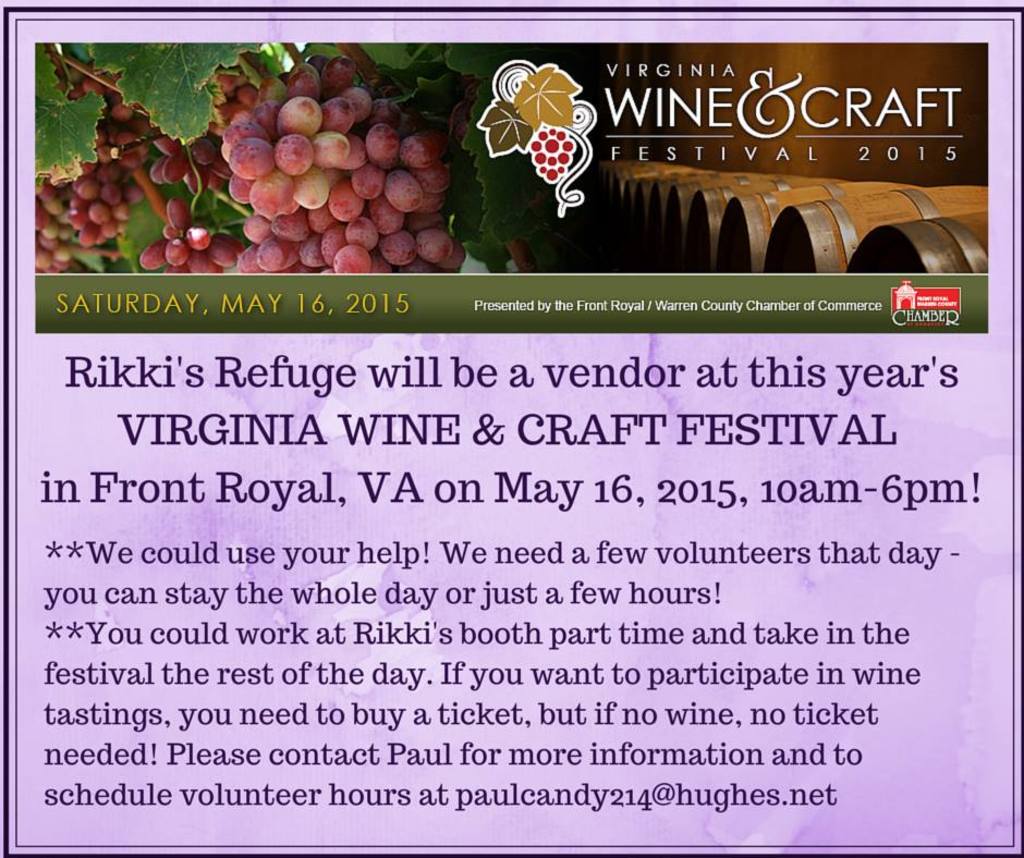 VIRGINIA
WINE & CRAFT
FESTIVAL 2015
SATURDAY, MAY 16, 2015
Presented by the Front Royal / Warren County Chamber of Commerce
FRONT ROYAL
WARREN COUNTY
CHAMBER
OF COMMERCE
Rikki's Refuge will be a vendor at this year's
VIRGINIA WINE & CRAFT FESTIVAL
in Front Royal, VA on May 16, 2015, 10am-6pm!
**We could use your help! We need a few volunteers that day -
you can stay the whole day or just a few hours!
**You could work at Rikki's booth part time and take in the
festival the rest of the day. If you want to participate in wine
tastings, you need to buy a ticket, but if no wine, no ticket
needed! Please contact Paul for more information and to
schedule volunteer hours at paulcandy214@hughes.net